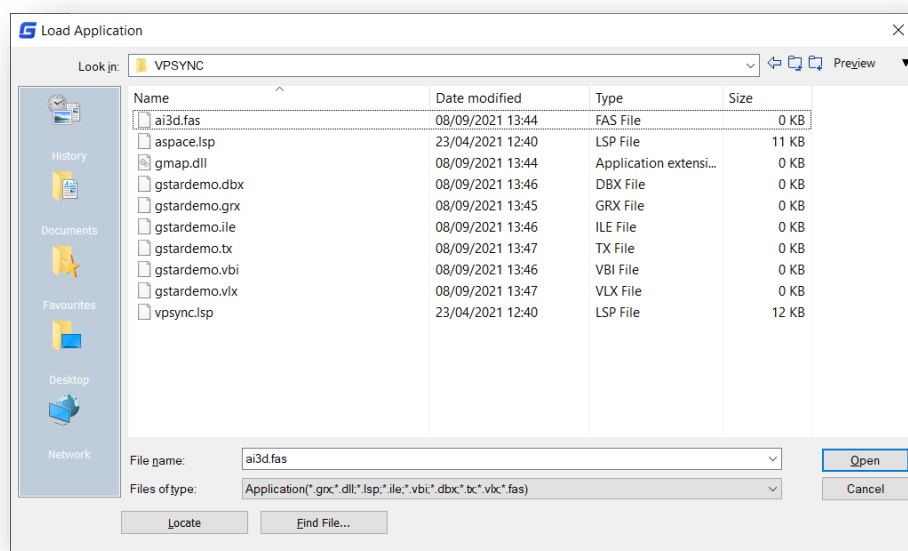 Load Application
Look in: VPSYNC Preview
Name Date modified Type Size
ai3d.fas 08/09/2021 13:44 FAS File 0 KB
aspace.lsp 23/04/2021 12:40 LSP File 11 KB
gmap.dll 08/09/2021 13:44 Application extensi... 0 KB
gstardemo.dbx 08/09/2021 13:46 DBX File 0 KB
gstardemo.grx 08/09/2021 13:45 GRX File 0 KB
gstardemo.ile 08/09/2021 13:46 ILE File 0 KB
gstardemo.tx 08/09/2021 13:47 TX File 0 KB
gstardemo.vbi 08/09/2021 13:46 VBI File 0 KB
gstardemo.vlx 08/09/2021 13:47 VLX File 0 KB
vpsync.lsp 23/04/2021 12:40 LSP File 12 KB
History
Documents
Favourites
Desktop
Network
File name: ai3d.fas Open
Files of type: Application(*.grx;*.dll;*.lsp;*.ile;*.vbi;*.dbx;*.tx;*.vlx;*.fas) Cancel
Locate Find File...